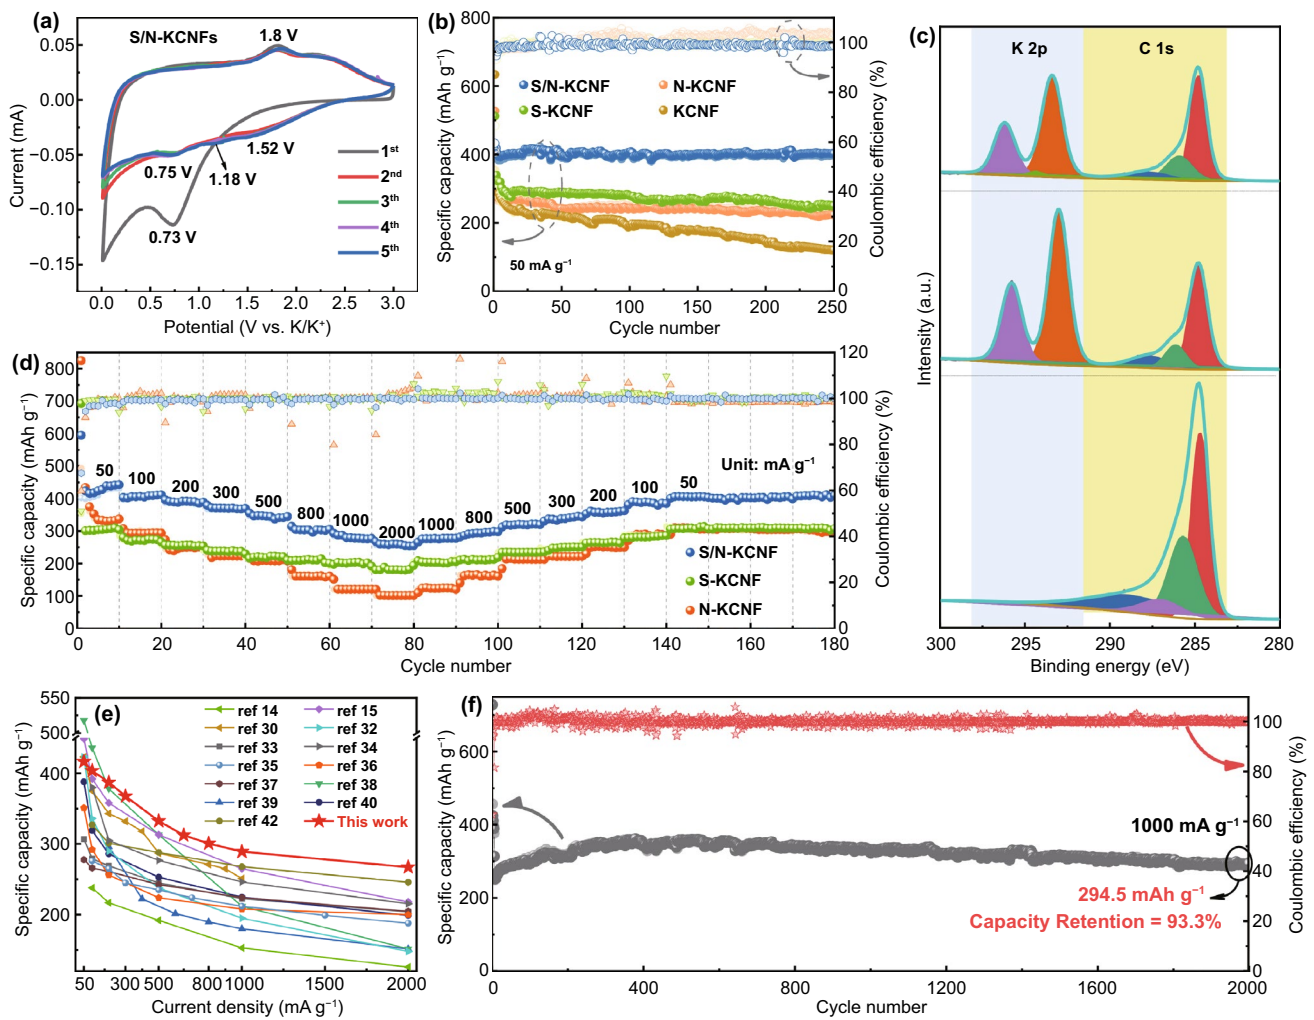 (a)
S/N-KCNFs
1.8 V
0.75 V
1.18 V
1.52 V
0.73 V
1st
2nd
3th
4th
5th
0.05
0.00
−0.05
−0.10
−0.15
Current (mA)
0.0 0.5 1.0 1.5 2.0 2.5 3.0
Potential (V vs. K/K⁺)
(b)
S/N-KCNF N-KCNF
S-KCNF KCNF
50 mA g⁻¹
800
700
600
500
400
300
200
0
Specific capacity (mAh g⁻¹)
100
80
60
40
20
0
Coulombic efficiency (%)
0 50 100 150 200 250
Cycle number
(c)
K 2p C 1s
Intensity (a.u.)
300 295 290 285 280
Binding energy (eV)
(d)
800
700
600
500
400
300
200
100
0
Specific capacity (mAh g⁻¹)
50 100 200 300 500 800 1000 2000 1000 800 500 300 200 100 50
Unit: mA g⁻¹
S/N-KCNF
S-KCNF
N-KCNF
120
100
80
60
40
20
0
Coulombic efficiency (%)
0 20 40 60 80 100 120 140 160 180
Cycle number
(e)
ref 14 ref 15
ref 30 ref 32
ref 33 ref 34
ref 35 ref 36
ref 37 ref 38
ref 39 ref 40
ref 42 This work
550
500
400
300
200
Specific capacity (mAh g⁻¹)
50 300 500 800 1000 1500 2000
Current density (mA g⁻¹)
(f)
1000 mA g⁻¹
294.5 mAh g⁻¹
Capacity Retention = 93.3%
600
400
200
0
Specific capacity (mAh g⁻¹)
100
80
60
40
20
0
Coulombic efficiency (%)
0 200 400 600 800 1000 1200 1400 1600 1800 2000
Cycle number